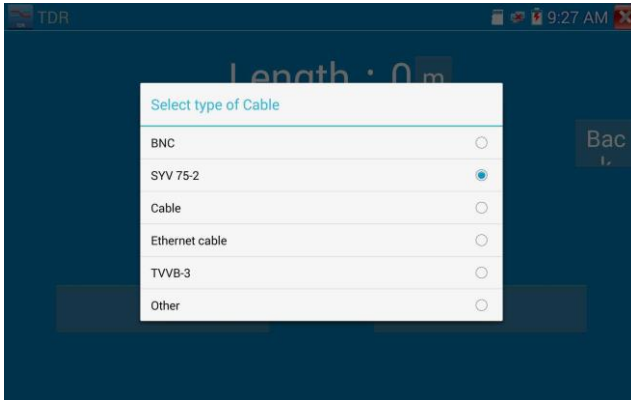 TDR
9:27 AM
Length : 0 m
Select type of Cable
BNC
Back
SYV 75-2
Cable
Ethernet cable
TVVB-3
Other